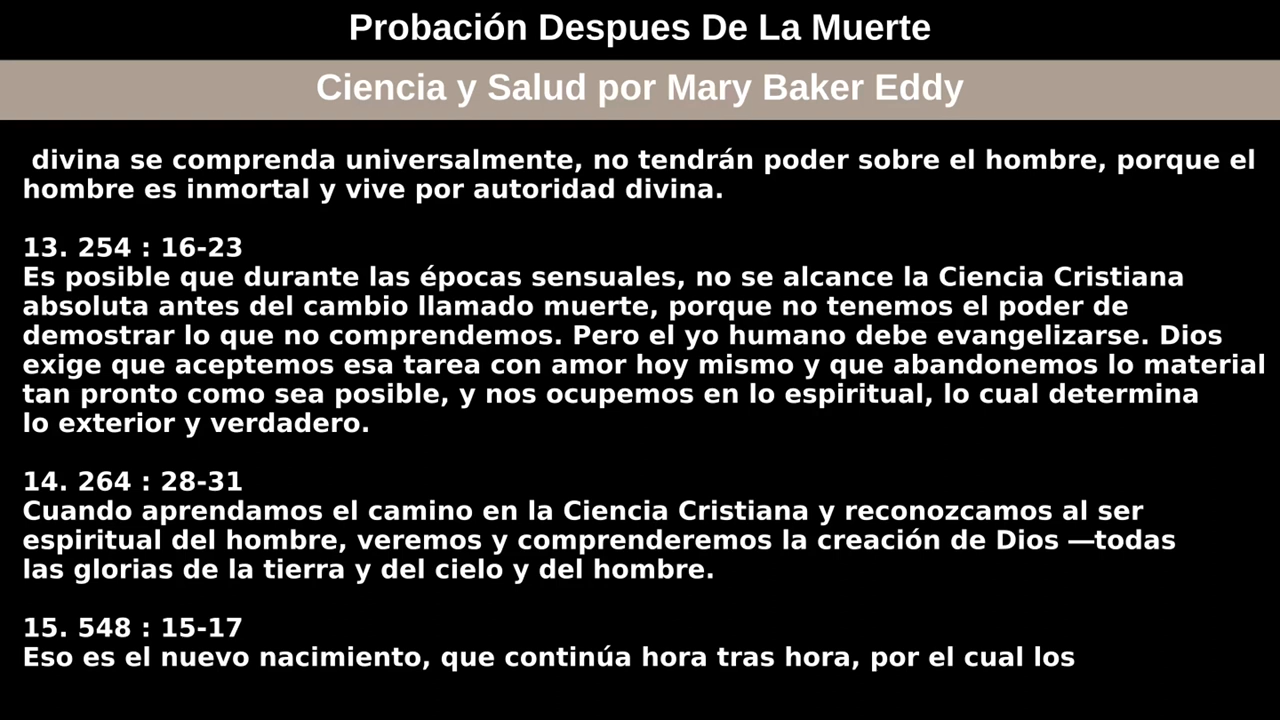 Probación Despues De La Muerte
Ciencia y Salud por Mary Baker Eddy
divina se comprenda universalmente, no tendrán poder sobre el hombre, porque el
hombre es inmortal y vive por autoridad divina.
13. 254 : 16-23
Es posible que durante las épocas sensuales, no se alcance la Ciencia Cristiana
absoluta antes del cambio llamado muerte, porque no tenemos el poder de
demostrar lo que no comprendemos. Pero el yo humano debe evangelizarse. Dios
exige que aceptemos esa tarea con amor hoy mismo y que abandonemos lo material
tan pronto como sea posible, y nos ocupemos en lo espiritual, lo cual determina
lo exterior y verdadero.
14. 264 : 28-31
Cuando aprendamos el camino en la Ciencia Cristiana y reconozcamos al ser
espiritual del hombre, veremos y comprenderemos la creación de Dios —todas
las glorias de la tierra y del cielo y del hombre.
15. 548 : 15-17
Eso es el nuevo nacimiento, que continúa hora tras hora, por el cual los